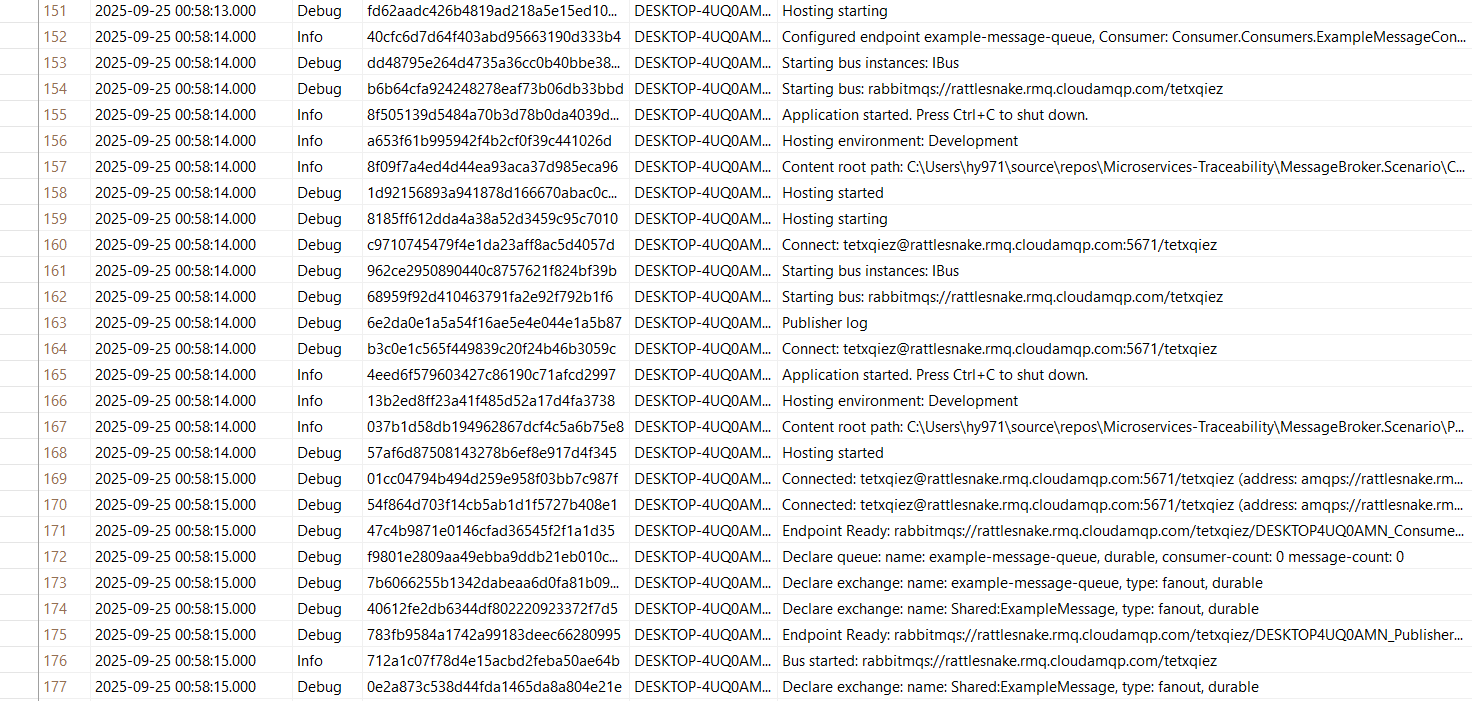 151 2025-09-25 00:58:13.000 Debug fd62aadc426b4819ad218a5e15ed10... DESKTOP-4UQ0AM... Hosting starting
152 2025-09-25 00:58:14.000 Info 40cfc6d7d64f403abd95663190d333b4 DESKTOP-4UQ0AM... Configured endpoint example-message-queue, Consumer: Consumer.Consumers.ExampleMessageCon...
153 2025-09-25 00:58:14.000 Debug dd48795e264d4735a36cc0b40bbe38... DESKTOP-4UQ0AM... Starting bus instances: IBus
154 2025-09-25 00:58:14.000 Debug b6b64cfa924248278eaf73b06db33bbd DESKTOP-4UQ0AM... Starting bus: rabbitmqs://rattlesnake.rmq.cloudamqp.com/tetxqiez
155 2025-09-25 00:58:14.000 Info 8f505139d5484a70b3d78b0da4039d... DESKTOP-4UQ0AM... Application started. Press Ctrl+C to shut down.
156 2025-09-25 00:58:14.000 Info a653f61b995942f4b2cf0f39c441026d DESKTOP-4UQ0AM... Hosting environment: Development
157 2025-09-25 00:58:14.000 Info 8f09f7a4ed4d44ea93aca37d985eca96 DESKTOP-4UQ0AM... Content root path: C:\Users\hy971\source\repos\Microservices-Traceability\MessageBroker.Scenario\C...
158 2025-09-25 00:58:14.000 Debug 1d92156893a941878d166670abac0c... DESKTOP-4UQ0AM... Hosting started
159 2025-09-25 00:58:14.000 Debug 8185ff612dda4a38a52d3459c95c7010 DESKTOP-4UQ0AM... Hosting starting
160 2025-09-25 00:58:14.000 Debug c9710745479f4e1da23aff8ac5d4057d DESKTOP-4UQ0AM... Connect: tetxqiez@rattlesnake.rmq.cloudamqp.com:5671/tetxqiez
161 2025-09-25 00:58:14.000 Debug 962ce2950890440c8757621f824bf39b DESKTOP-4UQ0AM... Starting bus instances: IBus
162 2025-09-25 00:58:14.000 Debug 68959f92d410463791fa2e92f792b1f6 DESKTOP-4UQ0AM... Starting bus: rabbitmqs://rattlesnake.rmq.cloudamqp.com/tetxqiez
163 2025-09-25 00:58:14.000 Debug 6e2da0e1a5a54f16ae5e4e044e1a5b87 DESKTOP-4UQ0AM... Publisher log
164 2025-09-25 00:58:14.000 Debug b3c0e1c565f449839c20f24b46b3059c DESKTOP-4UQ0AM... Connect: tetxqiez@rattlesnake.rmq.cloudamqp.com:5671/tetxqiez
165 2025-09-25 00:58:14.000 Info 4eed6f579603427c86190c71afcd2997 DESKTOP-4UQ0AM... Application started. Press Ctrl+C to shut down.
166 2025-09-25 00:58:14.000 Info 13b2ed8ff23a41f485d52a17d4fa3738 DESKTOP-4UQ0AM... Hosting environment: Development
167 2025-09-25 00:58:14.000 Info 037b1d58db194962867dcf4c5a6b75e8 DESKTOP-4UQ0AM... Content root path: C:\Users\hy971\source\repos\Microservices-Traceability\MessageBroker.Scenario\P...
168 2025-09-25 00:58:14.000 Debug 57af6d87508143278b6ef8e917d4f345 DESKTOP-4UQ0AM... Hosting started
169 2025-09-25 00:58:15.000 Debug 01cc04794b494d259e958f03bb7c987f DESKTOP-4UQ0AM... Connected: tetxqiez@rattlesnake.rmq.cloudamqp.com:5671/tetxqiez (address: amqps://rattlesnake.rm...
170 2025-09-25 00:58:15.000 Debug 54f864d703f14cb5ab1d1f5727b408e1 DESKTOP-4UQ0AM... Connected: tetxqiez@rattlesnake.rmq.cloudamqp.com:5671/tetxqiez (address: amqps://rattlesnake.rm...
171 2025-09-25 00:58:15.000 Debug 47c4b9871e0146cfad36545f2f1a1d35 DESKTOP-4UQ0AM... Endpoint Ready: rabbitmqs://rattlesnake.rmq.cloudamqp.com/tetxqiez/DESKTOP4UQ0AMN_Consume...
172 2025-09-25 00:58:15.000 Debug f9801e2809aa49ebba9ddb21eb010c... DESKTOP-4UQ0AM... Declare queue: name: example-message-queue, durable, consumer-count: 0 message-count: 0
173 2025-09-25 00:58:15.000 Debug 7b6066255b1342dabeaa6d0fa81b09... DESKTOP-4UQ0AM... Declare exchange: name: example-message-queue, type: fanout, durable
174 2025-09-25 00:58:15.000 Debug 40612fe2db6344df802220923372f7d5 DESKTOP-4UQ0AM... Declare exchange: name: Shared:ExampleMessage, type: fanout, durable
175 2025-09-25 00:58:15.000 Debug 783fb9584a1742a99183deec66280995 DESKTOP-4UQ0AM... Endpoint Ready: rabbitmqs://rattlesnake.rmq.cloudamqp.com/tetxqiez/DESKTOP4UQ0AMN_Publisher...
176 2025-09-25 00:58:15.000 Info 712a1c07f78d4e15acbd2feba50ae64b DESKTOP-4UQ0AM... Bus started: rabbitmqs://rattlesnake.rmq.cloudamqp.com/tetxqiez
177 2025-09-25 00:58:15.000 Debug 0e2a873c538d44fda1465da8a804e21e DESKTOP-4UQ0AM... Declare exchange: name: Shared:ExampleMessage, type: fanout, durable